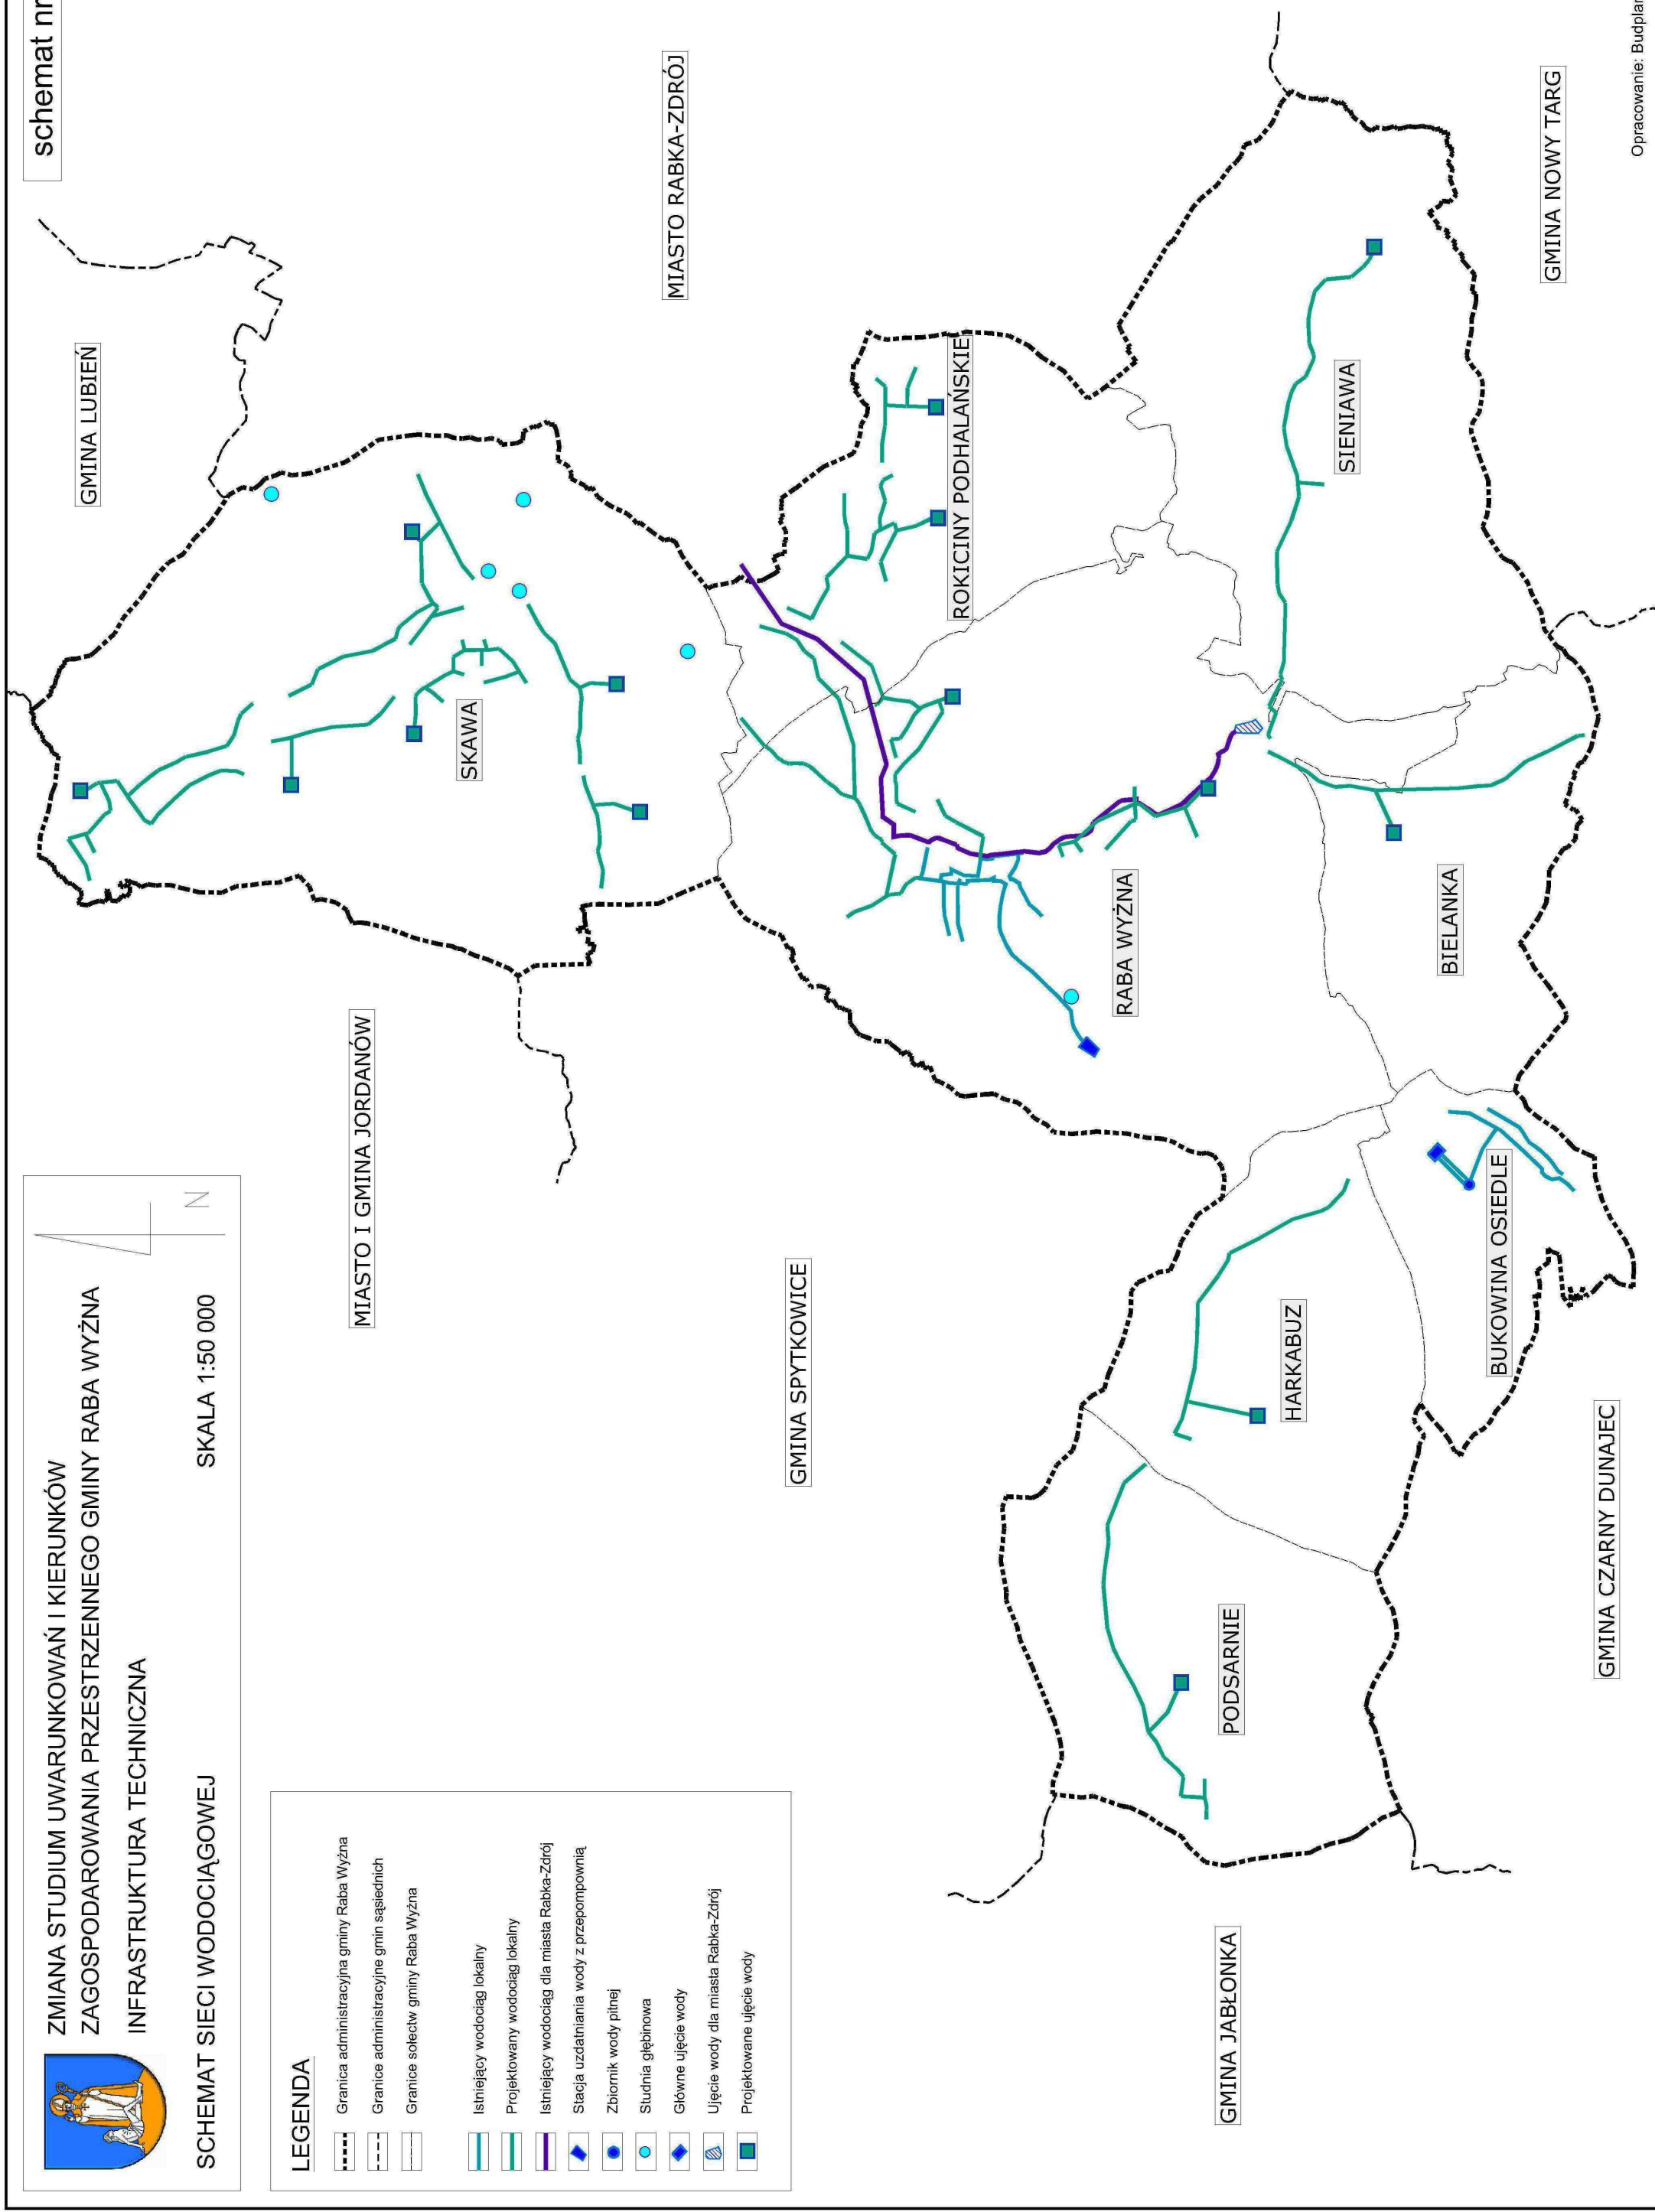 schemat nr
ZMIANA STUDIUM UWARUNKOWAŃ I KIERUNKÓW
ZAGOSPODAROWANIA PRZESTRZENNEGO GMINY RABA WYŻNA
INFRASTRUKTURA TECHNICZNA
SCHEMAT SIECI WODOCIĄGOWEJ
SKALA 1:50 000
N
LEGENDA
Granica administracyjna gminy Raba Wyżna
Granice administracyjne gmin sąsiednich
Granice sołectw gminy Raba Wyżna
Istniejący wodociąg lokalny
Projektowany wodociąg lokalny
Istniejący wodociąg dla miasta Rabka-Zdrój
Stacja uzdatniania wody z przepompownią
Zbiornik wody pitnej
Studnia głębinowa
Główne ujęcie wody
Ujęcie wody dla miasta Rabka-Zdrój
Projektowane ujęcie wody
GMINA LUBIEŃ
MIASTO I GMINA JORDANÓW
SKAWA
MIASTO RABKA-ZDRÓJ
GMINA SPYTKOWICE
ROKICINY PODHALAŃSKIE
RABA WYŻNA
GMINA JABŁONKA
PODSARNIE
HARKABUZ
SIENIAWA
BIELANKA
BUKOWINA OSIEDLE
GMINA NOWY TARG
GMINA CZARNY DUNAJEC
Opracowanie: Budplan